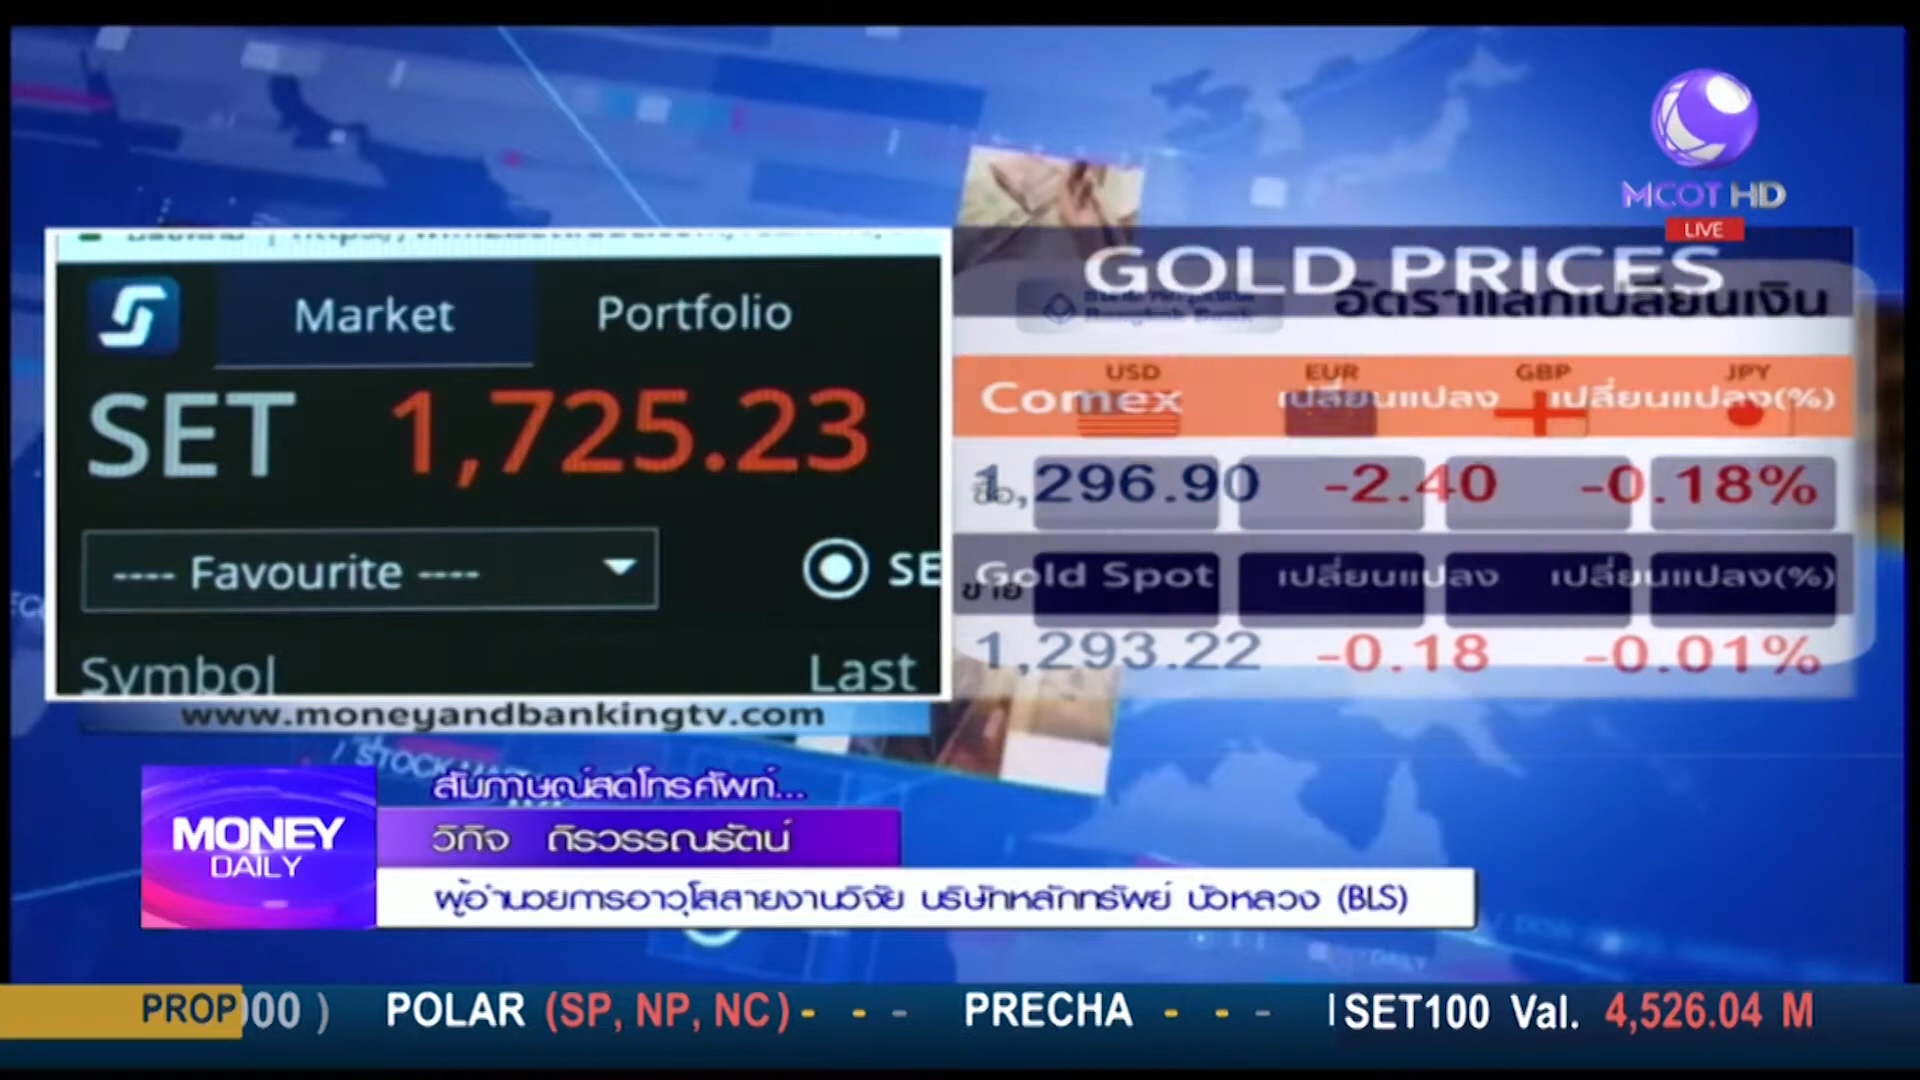 MCOT HD
LIVE
Market Portfolio
SET 1,725.23
---- Favourite ----
SE
Symbol Last
www.moneyandbankingtv.com
GOLD PRICES
อัตราแลกเปลี่ยนเงิน
Bangkok Bank
USD EUR GBP JPY
Comex เปลี่ยนแปลง เปลี่ยนแปลง(%)
ซื้อ
1,296.90 -2.40 -0.18%
Gold Spot เปลี่ยนแปลง เปลี่ยนแปลง(%)
ขาย
1,293.22 -0.18 -0.01%
สัมภาษณ์สดโทรศัพท์...
MONEY
DAILY
วิกิจ ถิรวรรณรัตน์
ผู้อำนวยการอาวุโสสายงานวิจัย บริษัทหลักทรัพย์ บัวหลวง (BLS)
PROP 000 ) POLAR (SP, NP, NC) - - - PRECHA - - - SET100 Val. 4,526.04 M